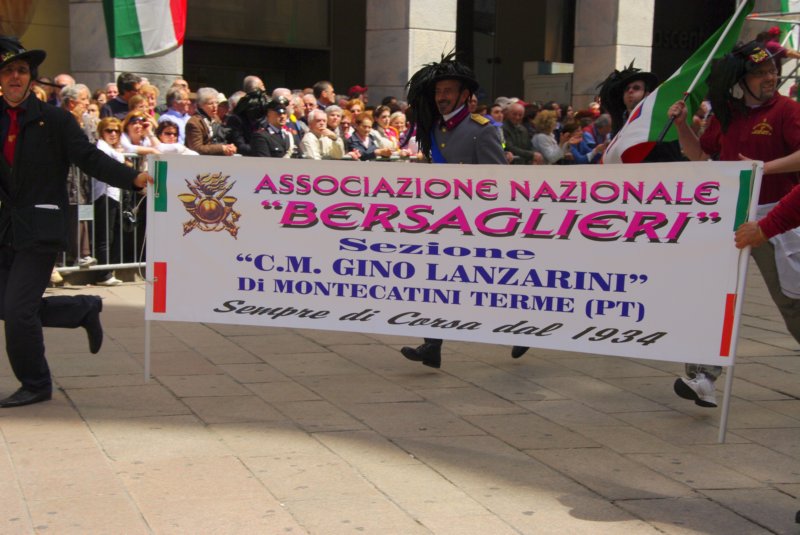 ASSOCIAZIONE NAZIONALE
"BERSAGLIERI"
Sezione
"C.M. GINO LANZARINI"
Di MONTECATINI TERME (PT)
Sempre di Corsa dal 1934